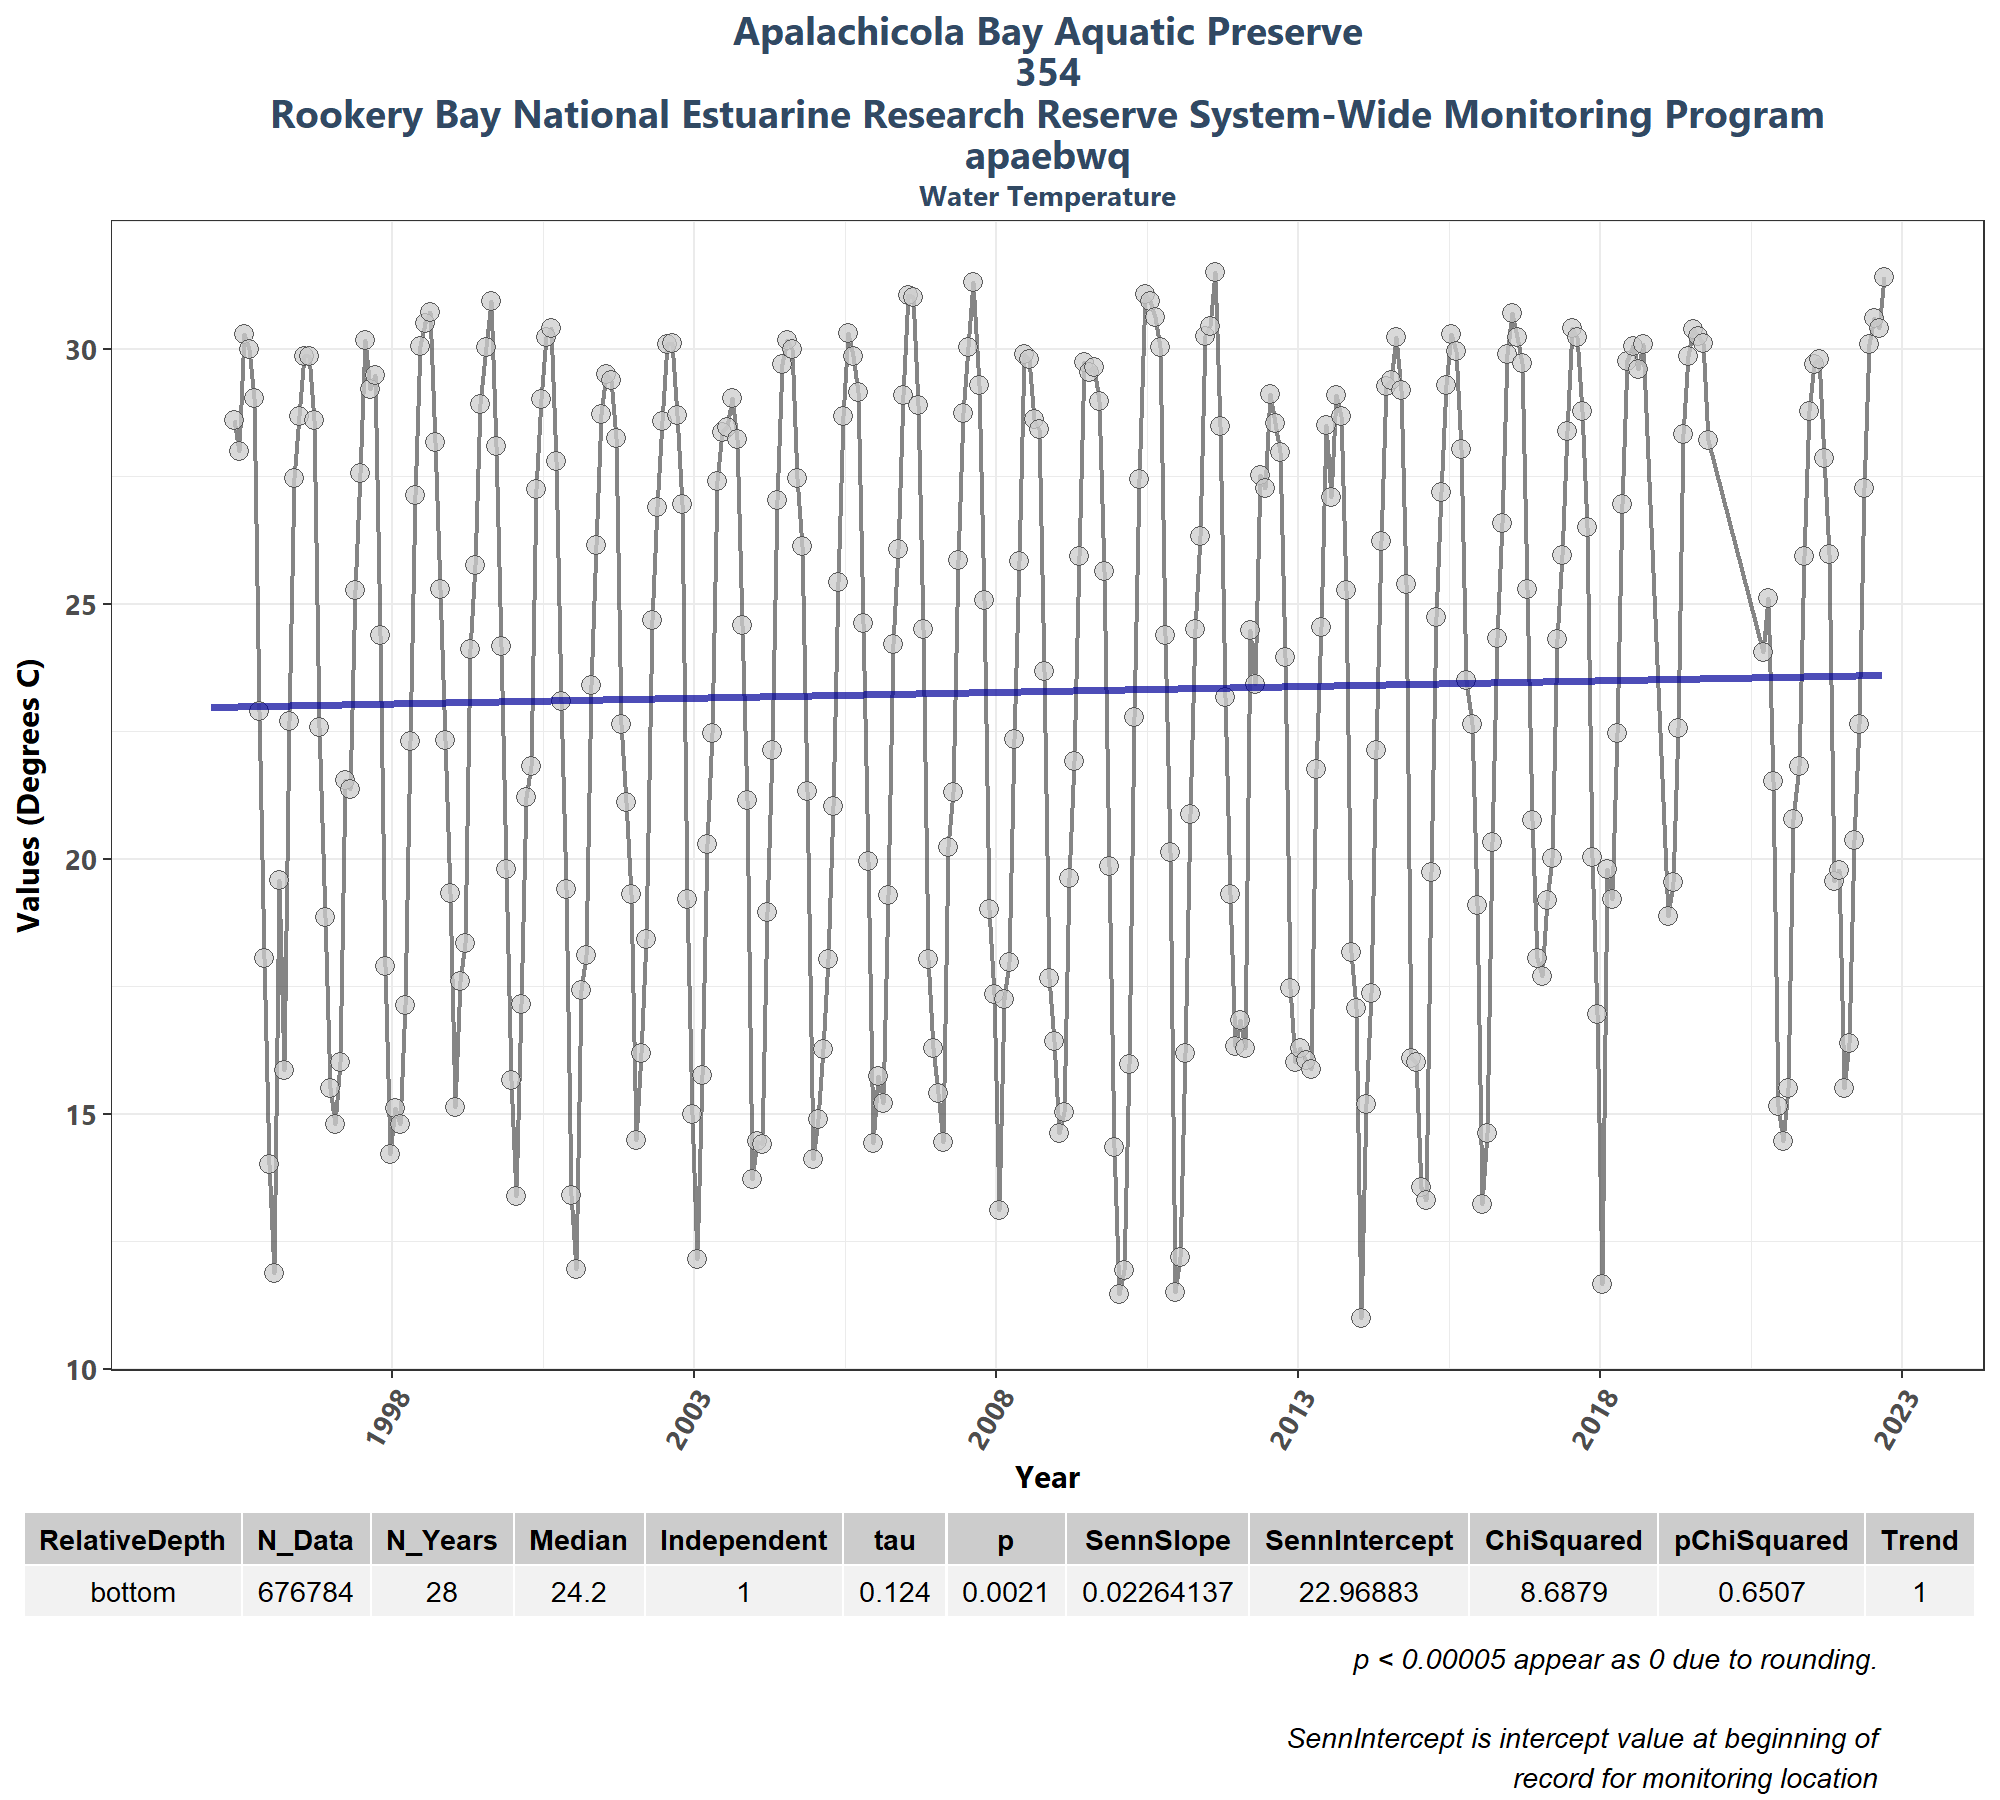 Apalachicola Bay Aquatic Preserve
354
Rookery Bay National Estuarine Research Reserve System-Wide Monitoring Program
apaebwq
Water Temperature
Values (Degrees C)
30
25
20
15
10
1998
2003
2008
2013
2018
2023
Year
RelativeDepth N_Data N_Years Median Independent tau p SennSlope SennIntercept ChiSquared pChiSquared Trend
bottom 676784 28 24.2 1 0.124 0.0021 0.02264137 22.96883 8.6879 0.6507 1
p < 0.00005 appear as 0 due to rounding.
SennIntercept is intercept value at beginning of
record for monitoring location